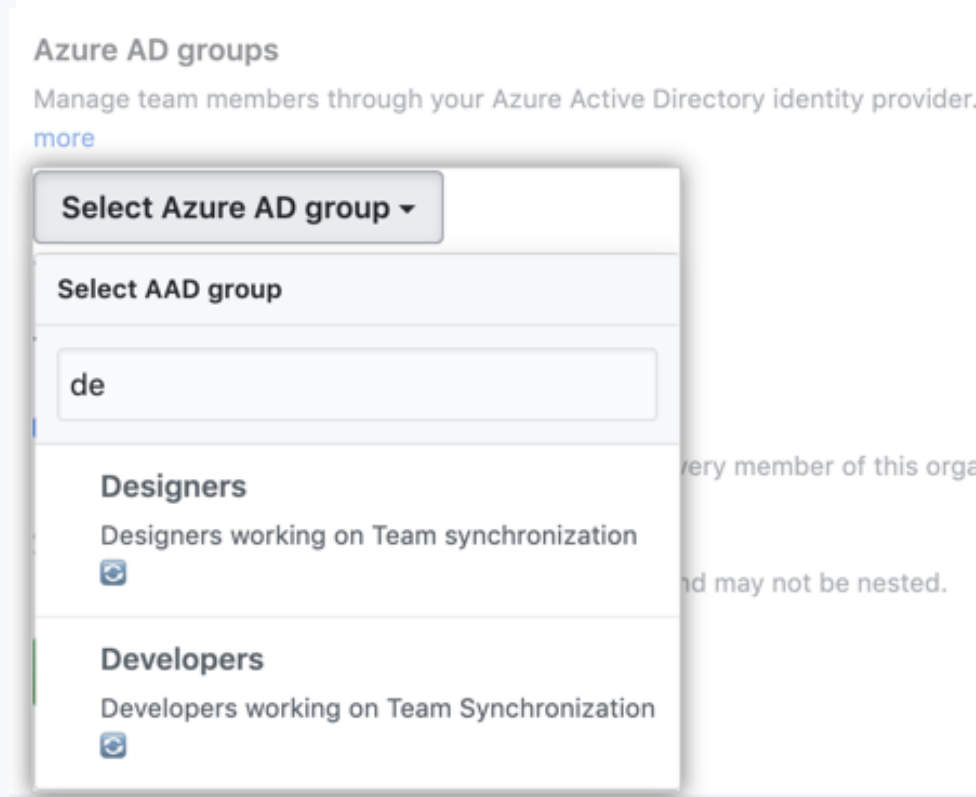 Azure AD groups
Manage team members through your Azure Active Directory identity provider.
more
Select Azure AD group
Select AAD group
de
Designers
Designers working on Team synchronization
very member of this orga
Developers
nd may not be nested.
Developers working on Team Synchronization